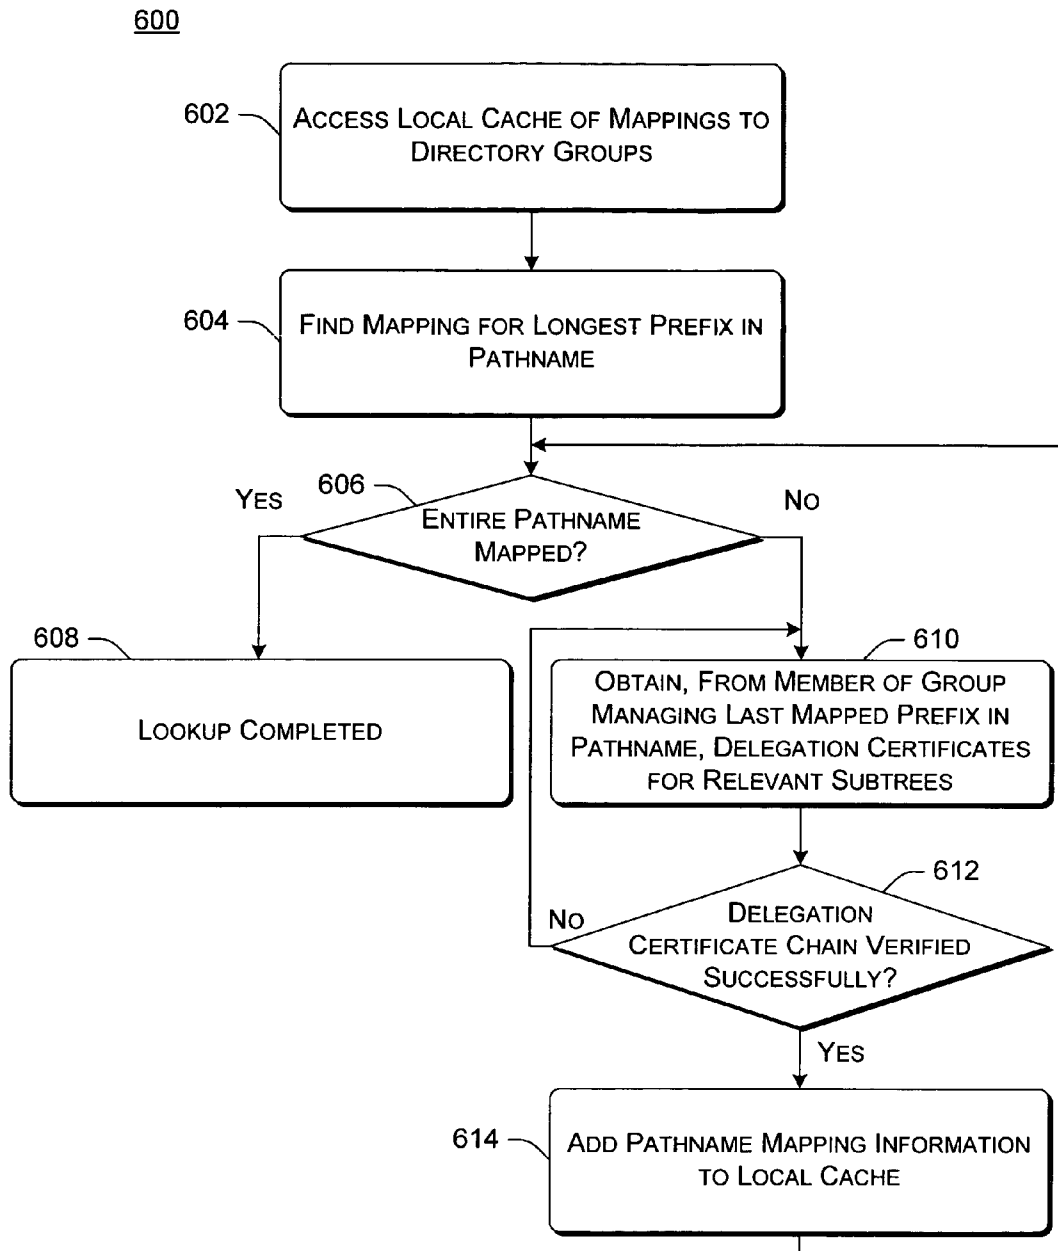 600
602
ACCESS LOCAL CACHE OF MAPPINGS TO
DIRECTORY GROUPS
604
FIND MAPPING FOR LONGEST PREFIX IN
PATHNAME
606
YES
NO
ENTIRE PATHNAME
MAPPED?
608
LOOKUP COMPLETED
610
OBTAIN, FROM MEMBER OF GROUP
MANAGING LAST MAPPED PREFIX IN
PATHNAME, DELEGATION CERTIFICATES
FOR RELEVANT SUBTREES
612
NO
DELEGATION
CERTIFICATE CHAIN VERIFIED
SUCCESSFULLY?
YES
614
ADD PATHNAME MAPPING INFORMATION
TO LOCAL CACHE